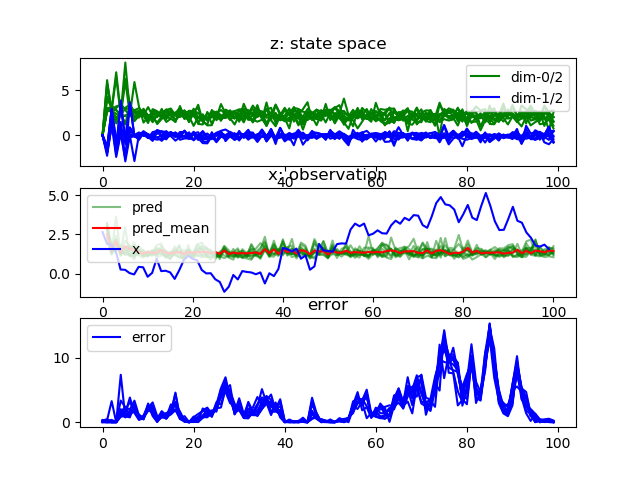 z: state space
5
0
dim-0/2
dim-1/2
0 20 40 60 80 100
x: observation
5.0
2.5
0.0
pred
pred_mean
x
0 20 40 60 80 100
error
10
0
error
0 20 40 60 80 100